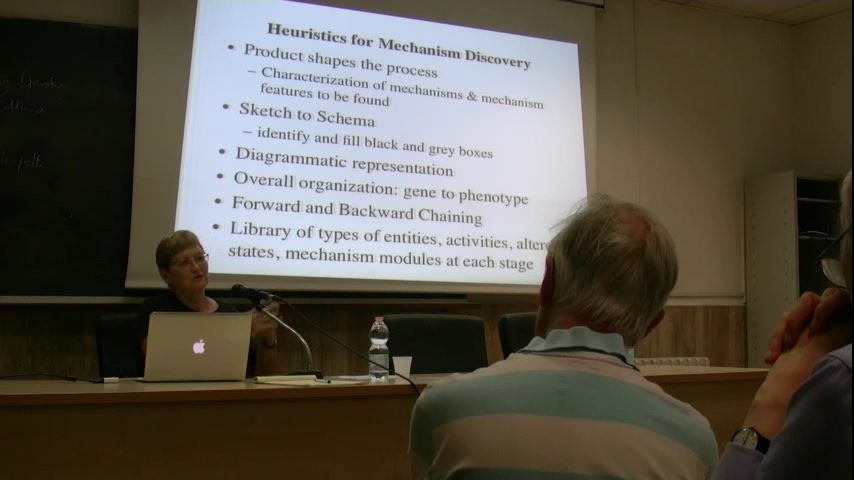 Heuristics for Mechanism Discovery
• Product shapes the process
– Characterization of mechanisms & mechanism
features to be found
• Sketch to Schema
– identify and fill black and grey boxes
• Diagrammatic representation
• Overall organization: gene to phenotype
• Forward and Backward Chaining
• Library of types of entities, activities,
states, mechanism modules at each stage